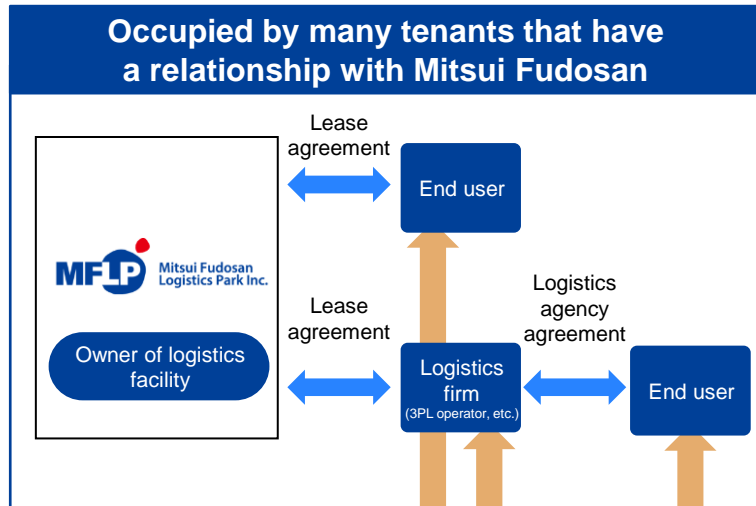 Occupied by many tenants that have
a relationship with Mitsui Fudosan
Lease
agreement
End user
MFLP
Mitsui Fudosan
Logistics Park Inc.
Owner of logistics
facility
Lease
agreement
Logistics
firm
(3PL operator, etc.)
Logistics
agency
agreement
End user